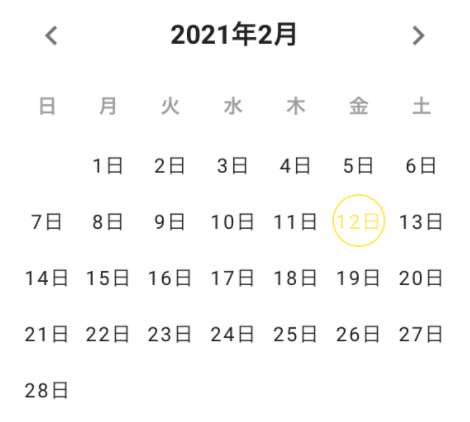 2021年2月
日 月 火 水 木 金 土
1日 2日 3日 4日 5日 6日
7日 8日 9日 10日 11日 12日 13日
14日 15日 16日 17日 18日 19日 20日
21日 22日 23日 24日 25日 26日 27日
28日